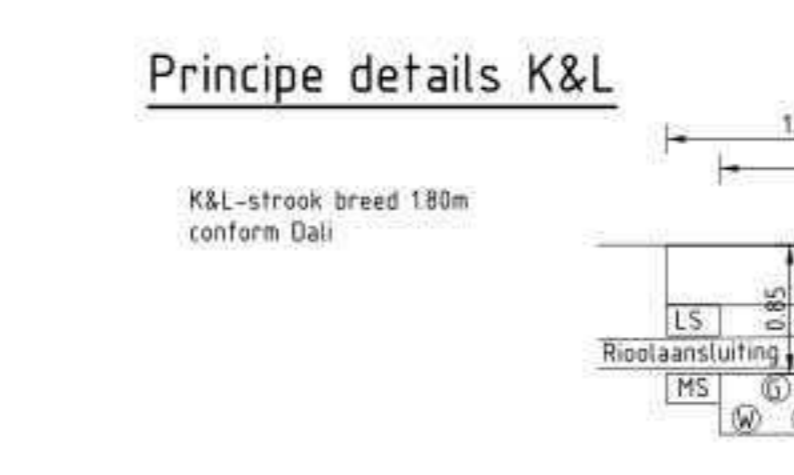 Principe details K&L
K&L-strook breed 1.80m
conform Dali
0.85
LS
Rioolaansluiting
MS
G
W